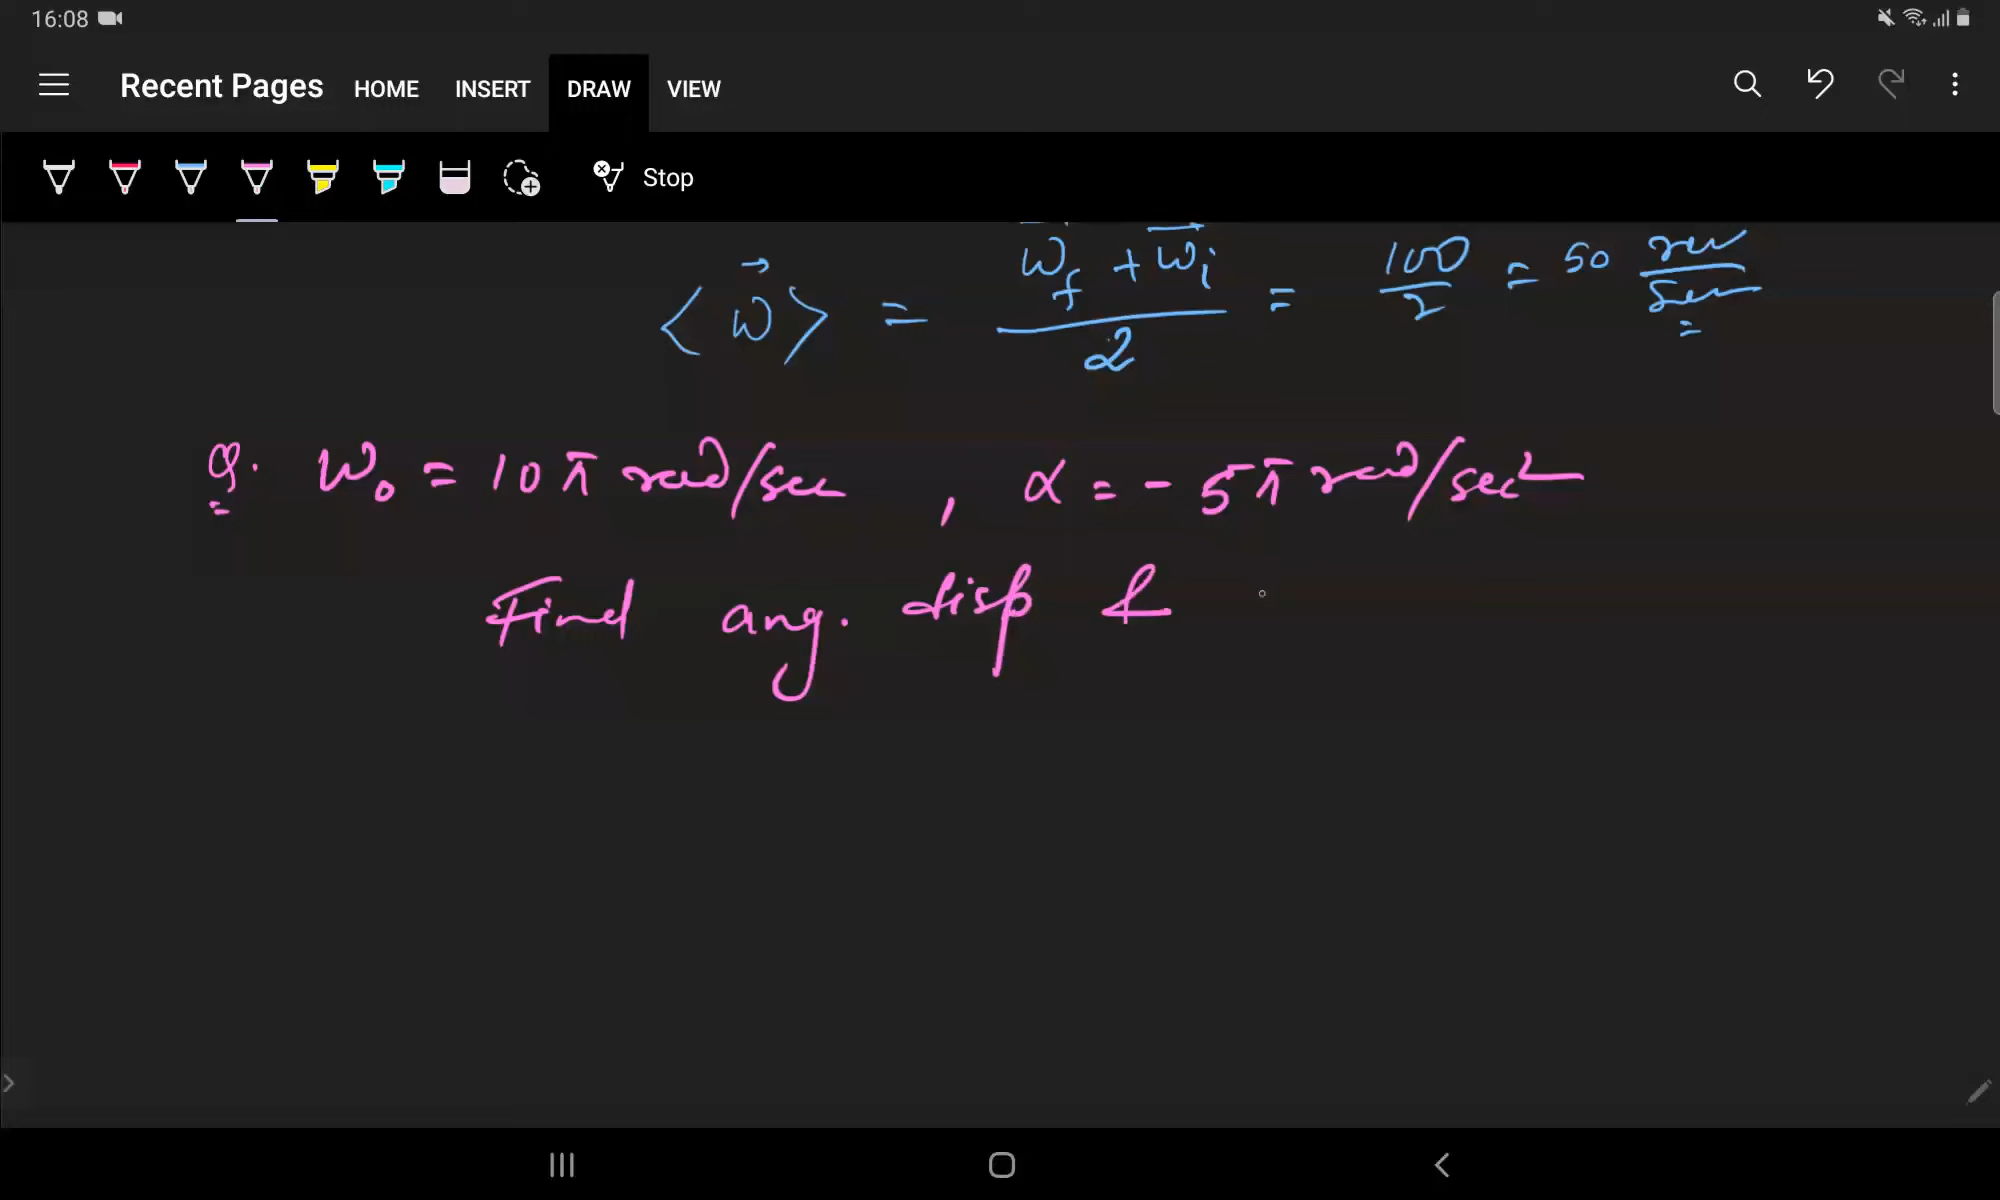 16:08
Recent Pages HOME INSERT DRAW VIEW
Stop
⟨ω⃗⟩ = (ω⃗f + ω⃗i)/2 = 100/2 = 50 rev/sec
Q. ω₀ = 10π rad/sec , α = - 5π rad/sec²
Find ang. disp &